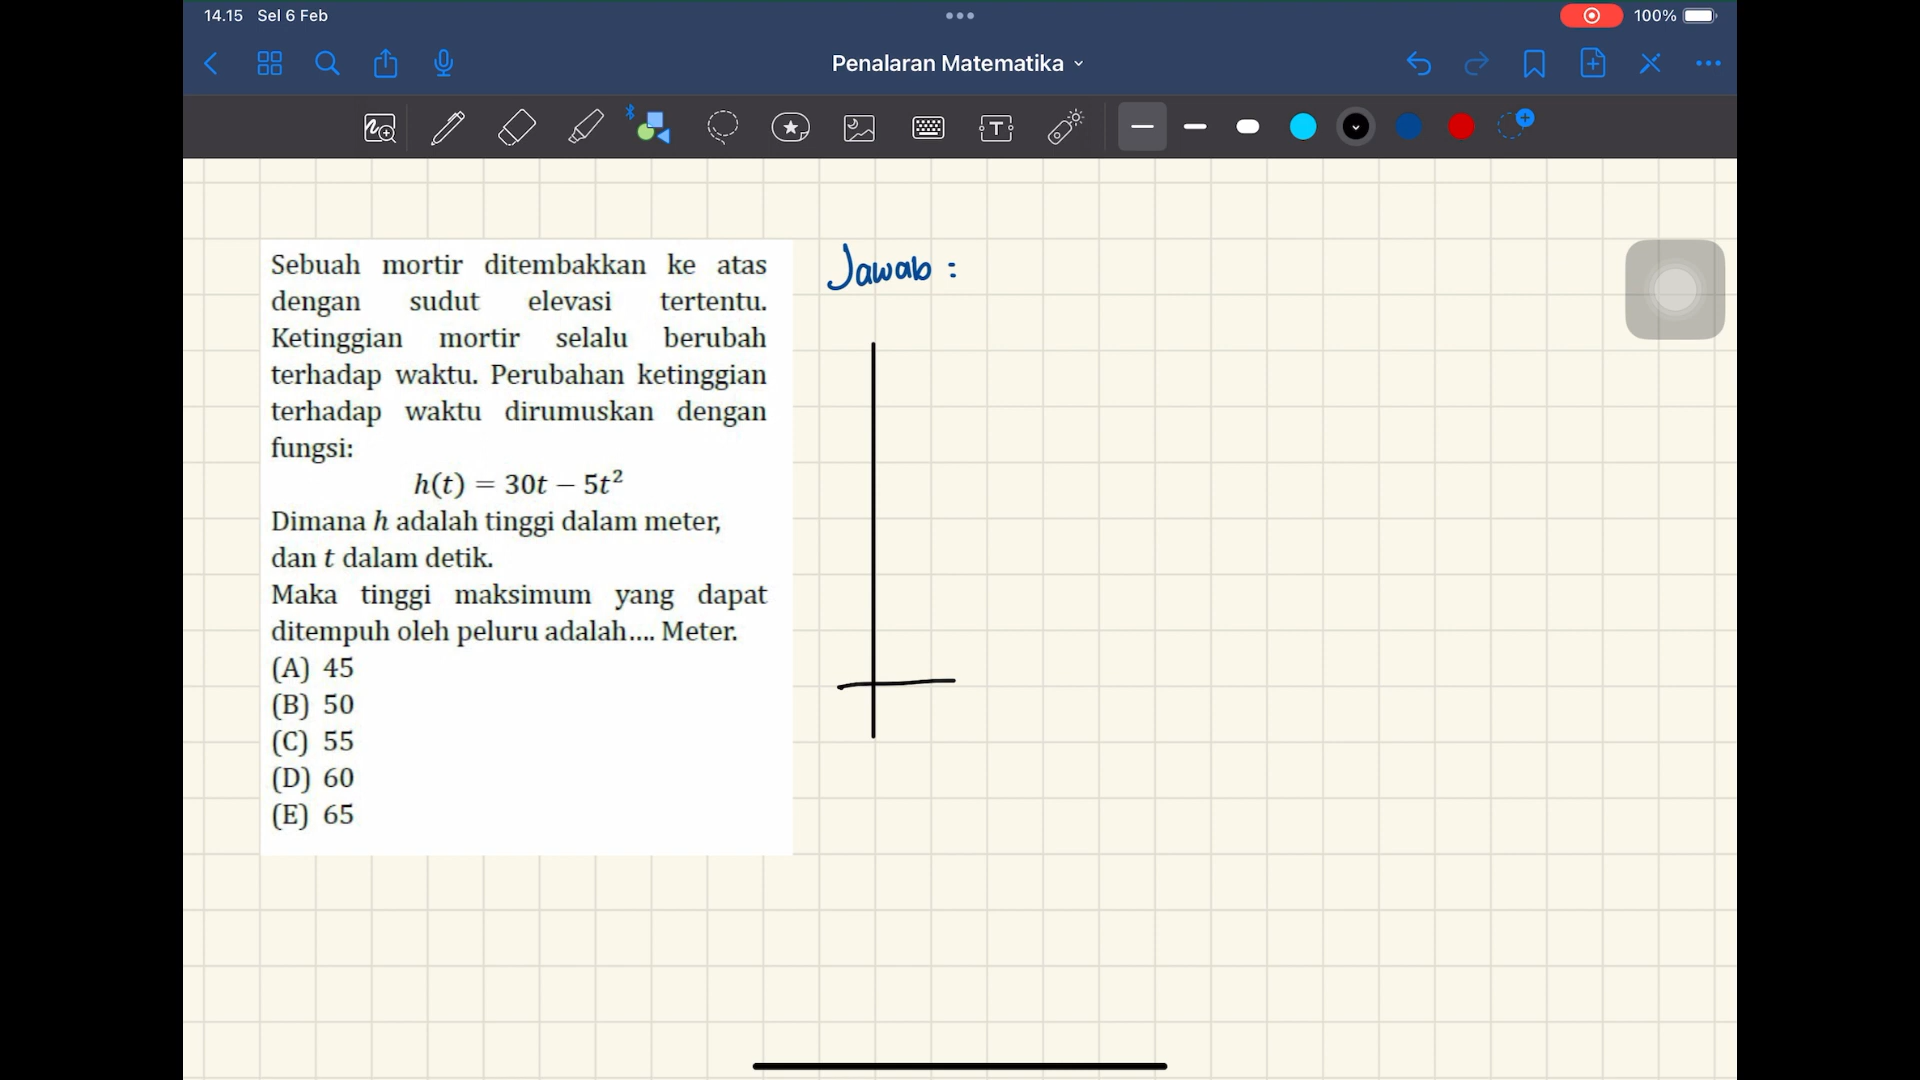 14.15 Sel 6 Feb
100%
Penalaran Matematika
Sebuah mortir ditembakkan ke atas
dengan sudut elevasi tertentu.
Ketinggian mortir selalu berubah
terhadap waktu. Perubahan ketinggian
terhadap waktu dirumuskan dengan
fungsi:
h(t) = 30t − 5t²
Dimana h adalah tinggi dalam meter,
dan t dalam detik.
Maka tinggi maksimum yang dapat
ditempuh oleh peluru adalah.... Meter.
(A) 45
(B) 50
(C) 55
(D) 60
(E) 65
Jawab :